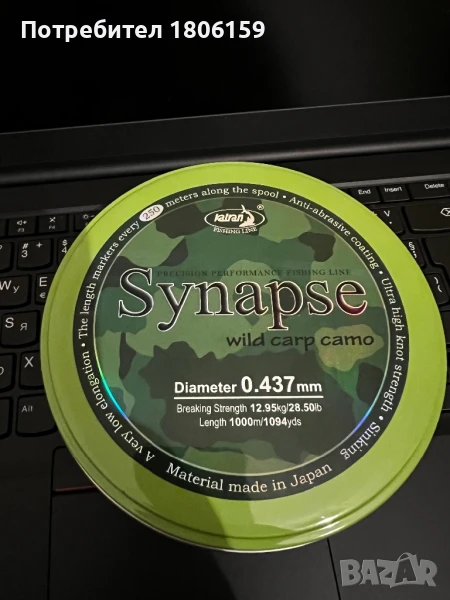 Потребител 1806159
The length markers every 250 meters along the spool • Anti-abrasive coating • Ultra high knot strength • Sinking
A very low elongation •
katran ®
FISHING LINE
PRECISION PERFORMANCE FISHING LINE
Synapse
wild carp camo
Diameter 0.437mm
Breaking Strength 12.95kg/28.50lb
Length 1000m/1094yds
Material made in Japan
End
Insert
Delete
BAZAR